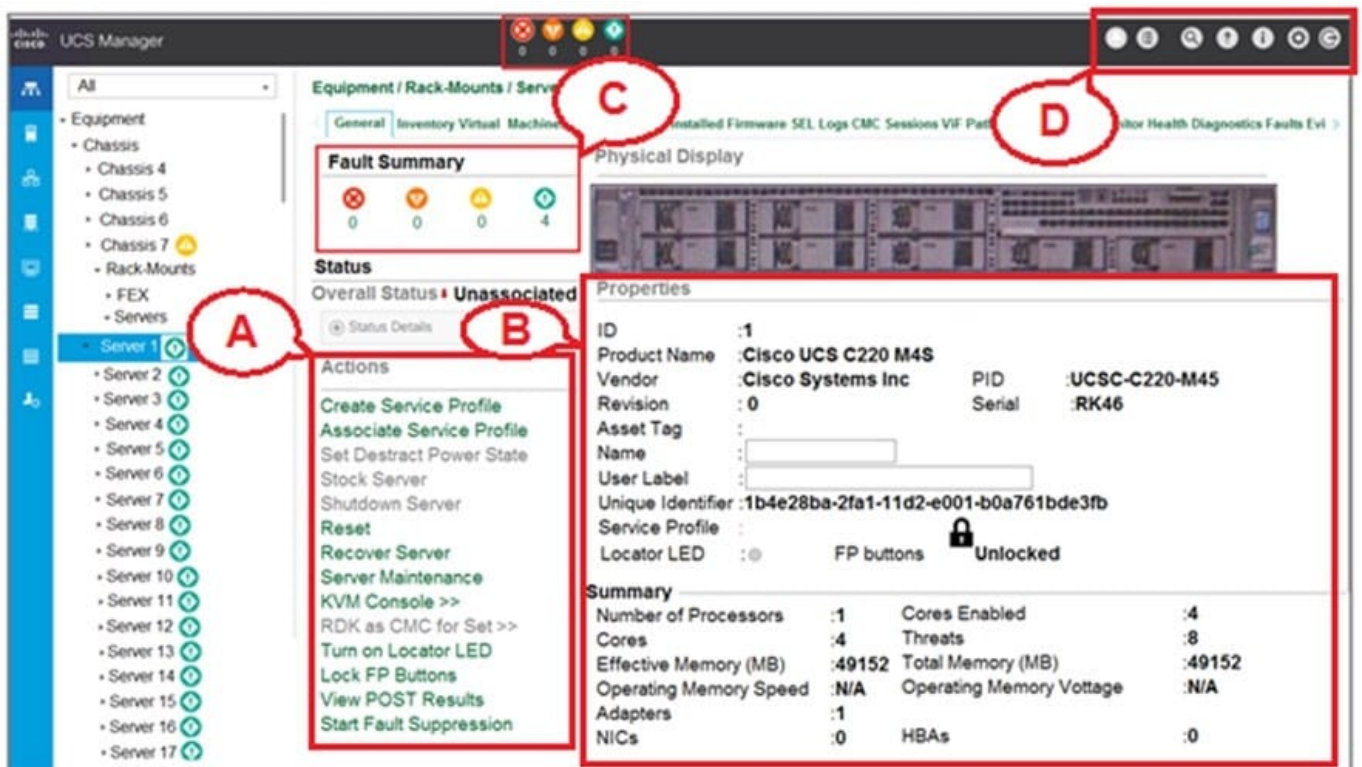 CISCO UCS Manager
0 0 0 0
All
Equipment
Chassis
Chassis 4
Chassis 5
Chassis 6
Chassis 7
Rack-Mounts
FEX
Servers
Server 1
Server 2
Server 3
Server 4
Server 5
Server 6
Server 7
Server 8
Server 9
Server 10
Server 11
Server 12
Server 13
Server 14
Server 15
Server 16
Server 17
Equipment / Rack-Mounts / Serve
C
D
General Inventory Virtual Machine Installed Firmware SEL Logs CMC Sessions VIF Pat itor Health Diagnostics Faults Evi >
Fault Summary
0 0 0 4
Status
Overall Status Unassociated
Status Details
A
Actions
Create Service Profile
Associate Service Profile
Set Destract Power State
Stock Server
Shutdown Server
Reset
Recover Server
Server Maintenance
KVM Console >>
RDK as CMC for Set >>
Turn on Locator LED
Lock FP Buttons
View POST Results
Start Fault Suppression
Physical Display
B
Properties
ID :1
Product Name :Cisco UCS C220 M4S
Vendor :Cisco Systems Inc PID :UCSC-C220-M45
Revision : 0 Serial :RK46
Asset Tag :
Name :
User Label :
Unique Identifier :1b4e28ba-2fa1-11d2-e001-b0a761bde3fb
Service Profile :
Locator LED : FP buttons Unlocked
Summary
Number of Processors :1 Cores Enabled :4
Cores :4 Threats :8
Effective Memory (MB) :49152 Total Memory (MB) :49152
Operating Memory Speed :N/A Operating Memory Vottage :N/A
Adapters :1
NICs :0 HBAs :0